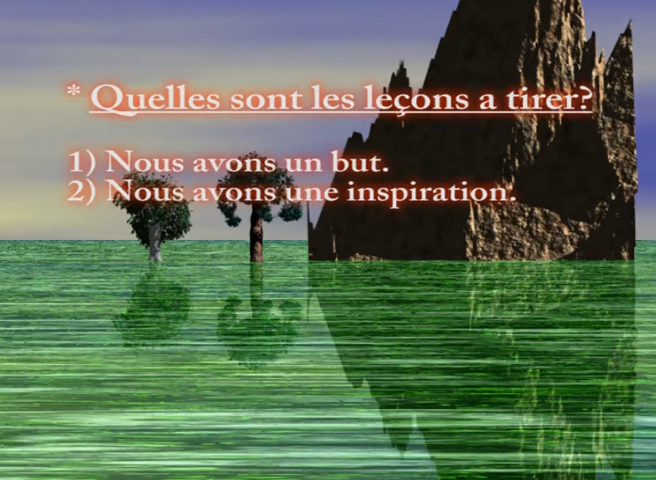 * Quelles sont les leçons a tirer?
1) Nous avons un but.
2) Nous avons une inspiration.